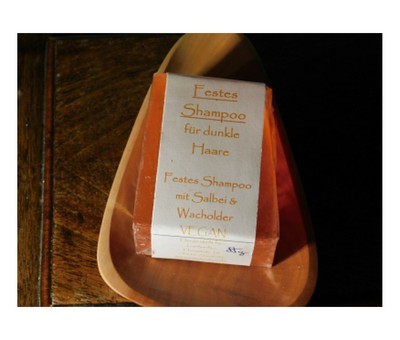 Festes
Shampoo
für dunkle
Haare
Festes Shampoo
mit Salbei &
Wacholder
VEGAN